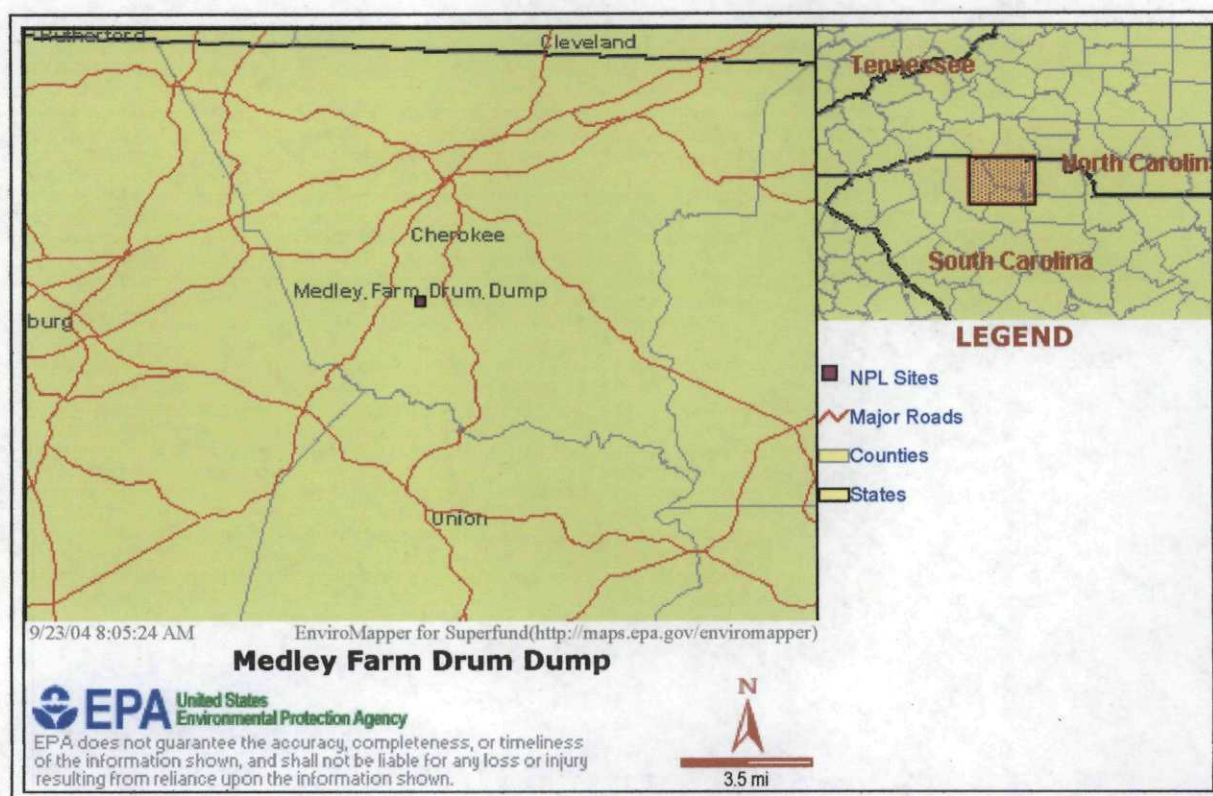 Rutherford
Cleveland
Cherokee
Medley Farm Drum Dump
burg
Union
Tennessee
North Carolin
South Carolina
LEGEND
NPL Sites
Major Roads
Counties
States
9/23/04 8:05:24 AM
EnviroMapper for Superfund(http://maps.epa.gov/enviromapper)
Medley Farm Drum Dump
EPA United States
Environmental Protection Agency
EPA does not guarantee the accuracy, completeness, or timeliness
of the information shown, and shall not be liable for any loss or injury
resulting from reliance upon the information shown.
N
3.5 mi